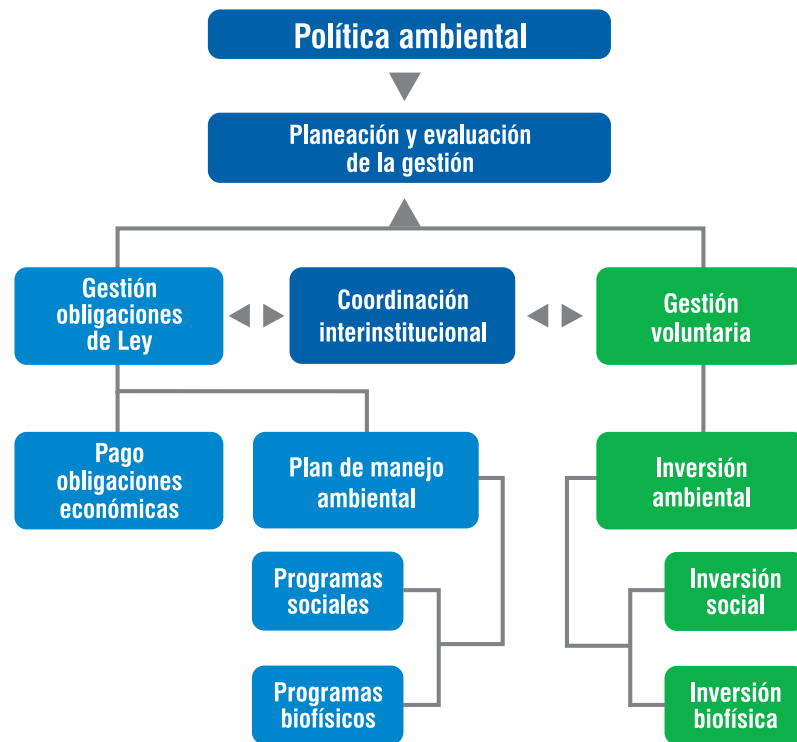 Política ambiental
Planeación y evaluación
de la gestión
Gestión
obligaciones
de Ley
Coordinación
interinstitucional
Gestión
voluntaria
Pago
obligaciones
económicas
Plan de manejo
ambiental
Inversión
ambiental
Programas
sociales
Inversión
social
Programas
biofísicos
Inversión
biofísica